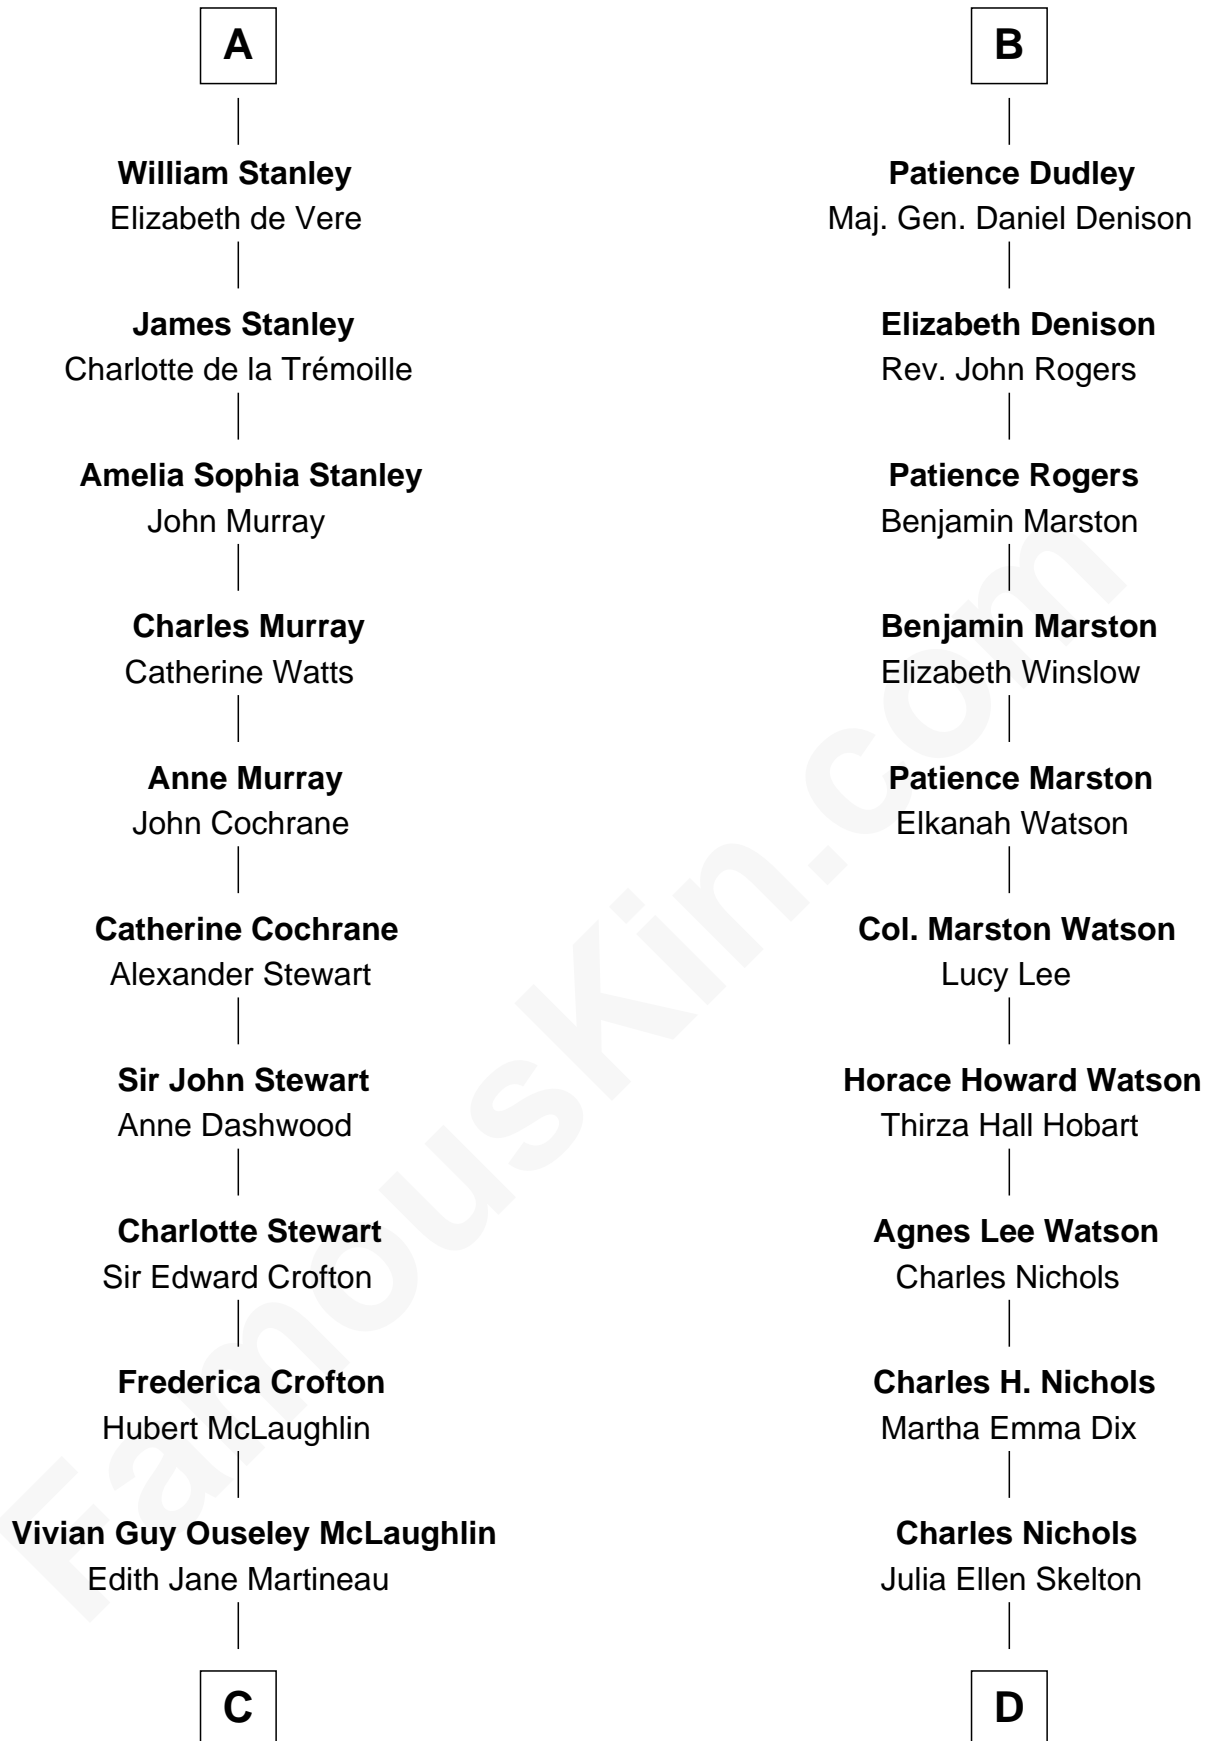 A
William Stanley
Elizabeth de Vere
James Stanley
Charlotte de la Trémoille
Amelia Sophia Stanley
John Murray
Charles Murray
Catherine Watts
Anne Murray
John Cochrane
Catherine Cochrane
Alexander Stewart
Sir John Stewart
Anne Dashwood
Charlotte Stewart
Sir Edward Crofton
Frederica Crofton
Hubert McLaughlin
Vivian Guy Ouseley McLaughlin
Edith Jane Martineau
C
B
Patience Dudley
Maj. Gen. Daniel Denison
Elizabeth Denison
Rev. John Rogers
Patience Rogers
Benjamin Marston
Benjamin Marston
Elizabeth Winslow
Patience Marston
Elkanah Watson
Col. Marston Watson
Lucy Lee
Horace Howard Watson
Thirza Hall Hobart
Agnes Lee Watson
Charles Nichols
Charles H. Nichols
Martha Emma Dix
Charles Nichols
Julia Ellen Skelton
D
FamousKin.com